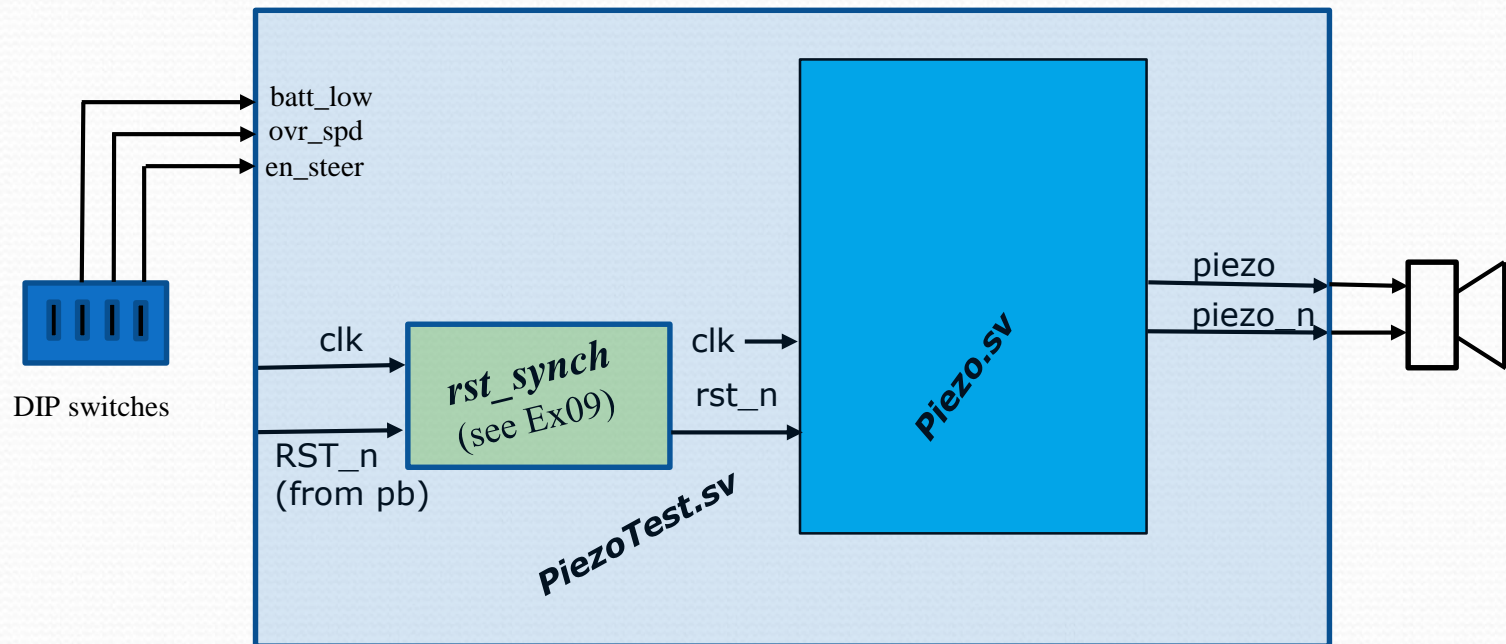 batt_low
ovr_spd
en_steer
DIP switches
clk
RST_n
(from pb)
rst_synch
(see Ex09)
clk
rst_n
PiezoTest.sv
Piezo.sv
piezo
piezo_n